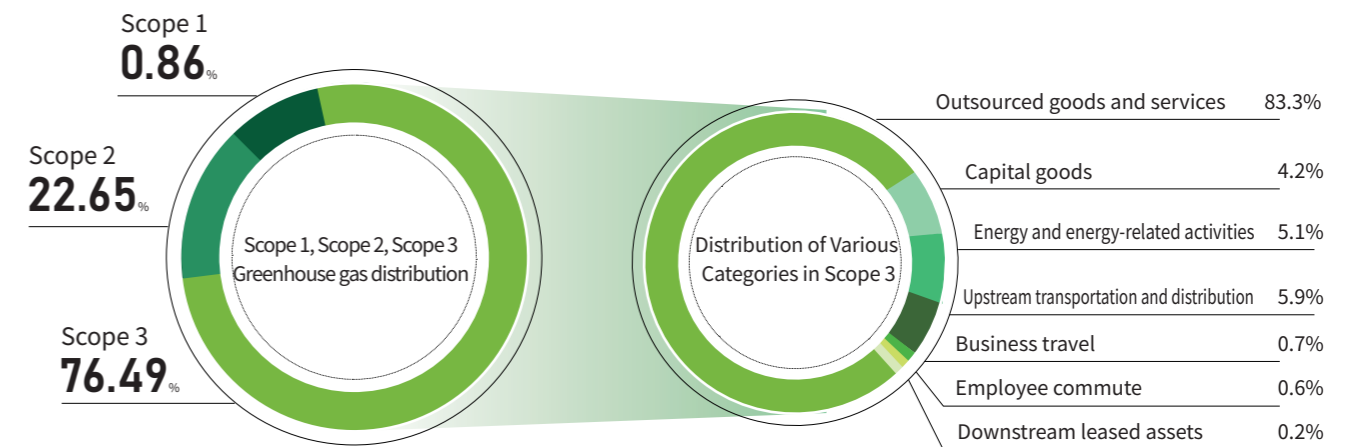 Scope 1
0.86%
Scope 2
22.65%
Scope 3
76.49%
Scope 1, Scope 2, Scope 3
Greenhouse gas distribution
Distribution of Various
Categories in Scope 3
Outsourced goods and services 83.3%
Capital goods 4.2%
Energy and energy-related activities 5.1%
Upstream transportation and distribution 5.9%
Business travel 0.7%
Employee commute 0.6%
Downstream leased assets 0.2%